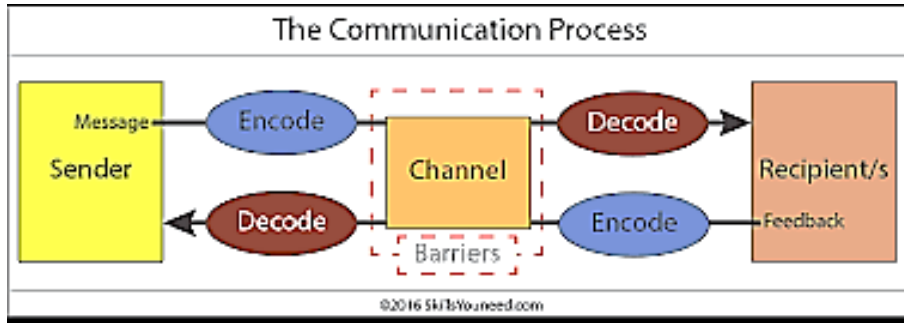 The Communication Process
Message
Encode
Decode
Sender
Channel
Recipient/s
Decode
Encode
Feedback
Barriers
©2016 SkillsYouneed.com